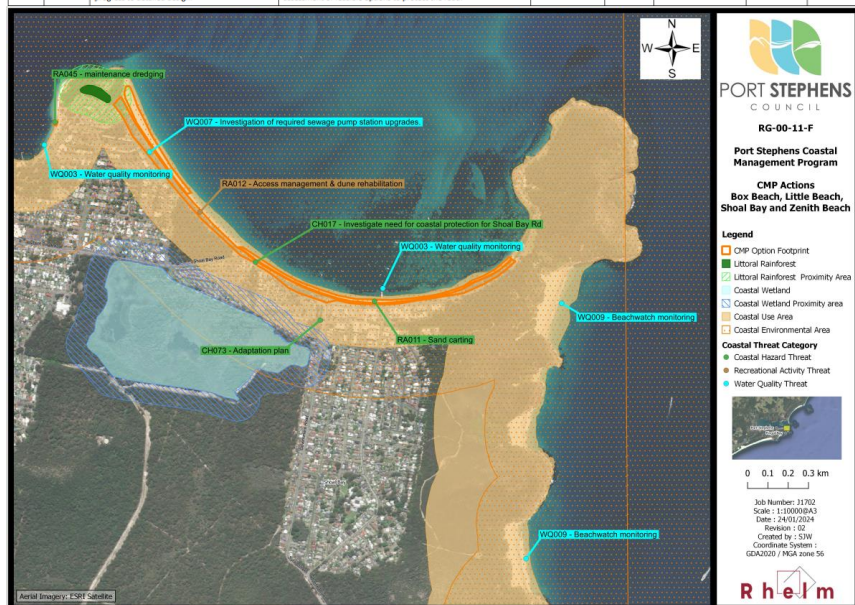 N
W E
S
RA045 - maintenance dredging
WQ007 - Investigation of required sewage pump station upgrades.
WQ003 - Water quality monitoring
RA012 - Access management & dune rehabilitation
CH017 - Investigate need for coastal protection for Shoal Bay Rd
WQ003 - Water quality monitoring
Shoal Bay Road
WQ009 - Beachwatch monitoring
RA011 - Sand carting
CH073 - Adaptation plan
WQ009 - Beachwatch monitoring
Aerial Imagery: ESRI Satellite
PORT STEPHENS
COUNCIL
RG-00-11-F
Port Stephens Coastal
Management Program
CMP Actions
Box Beach, Little Beach,
Shoal Bay and Zenith Beach
Legend
CMP Option Footprint
Littoral Rainforest
Littoral Rainforest Proximity Area
Coastal Wetland
Coastal Wetland Proximity area
Coastal Use Area
Coastal Environmental Area
Coastal Threat Category
Coastal Hazard Threat
Recreational Activity Threat
Water Quality Threat
0 0.1 0.2 0.3 km
Job Number: J1702
Scale : 1:10000@A3
Date : 24/01/2024
Revision : 02
Created by : SJW
Coordinate System :
GDA2020 / MGA zone 56
Rhelm